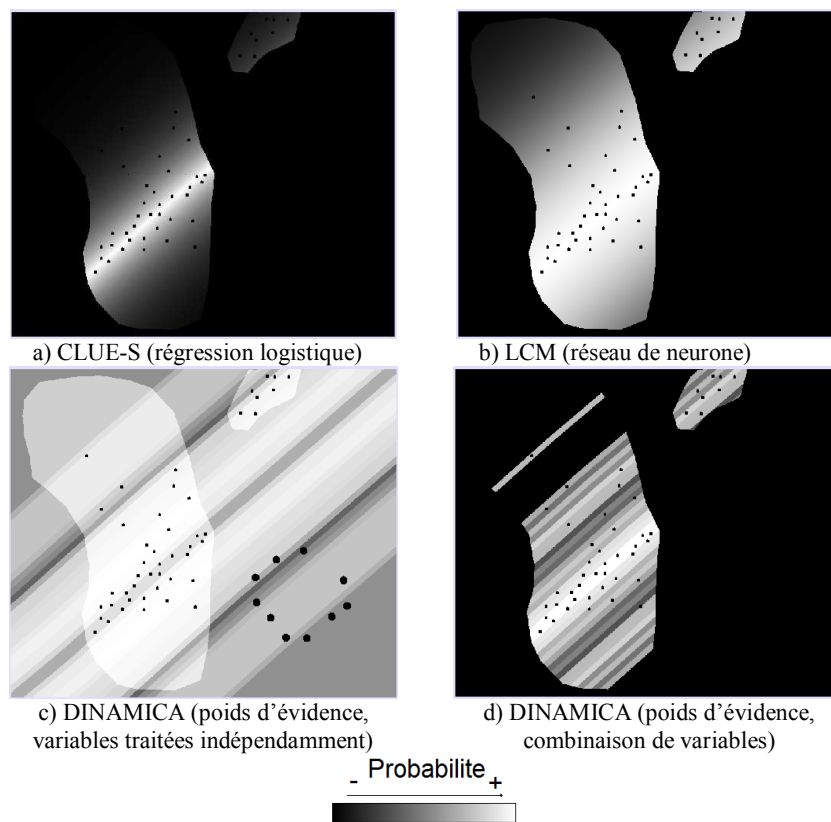 a) CLUE-S (régression logistique)
b) LCM (réseau de neurone)
c) DINAMICA (poids d’évidence,
variables traitées indépendamment)
d) DINAMICA (poids d’évidence,
combinaison de variables)
- Probabilite +